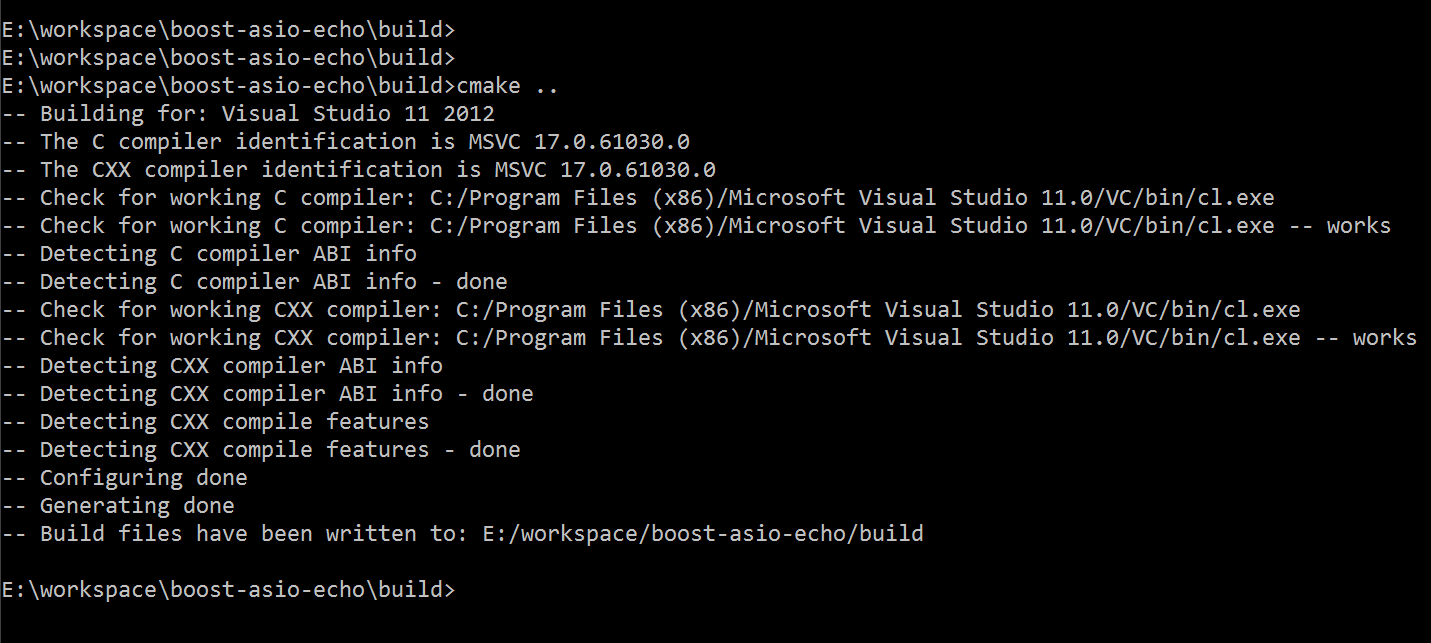 E:\workspace\boost-asio-echo\build>
E:\workspace\boost-asio-echo\build>
E:\workspace\boost-asio-echo\build>cmake ..
-- Building for: Visual Studio 11 2012
-- The C compiler identification is MSVC 17.0.61030.0
-- The CXX compiler identification is MSVC 17.0.61030.0
-- Check for working C compiler: C:/Program Files (x86)/Microsoft Visual Studio 11.0/VC/bin/cl.exe
-- Check for working C compiler: C:/Program Files (x86)/Microsoft Visual Studio 11.0/VC/bin/cl.exe -- works
-- Detecting C compiler ABI info
-- Detecting C compiler ABI info - done
-- Check for working CXX compiler: C:/Program Files (x86)/Microsoft Visual Studio 11.0/VC/bin/cl.exe
-- Check for working CXX compiler: C:/Program Files (x86)/Microsoft Visual Studio 11.0/VC/bin/cl.exe -- works
-- Detecting CXX compiler ABI info
-- Detecting CXX compiler ABI info - done
-- Detecting CXX compile features
-- Detecting CXX compile features - done
-- Configuring done
-- Generating done
-- Build files have been written to: E:/workspace/boost-asio-echo/build
E:\workspace\boost-asio-echo\build>